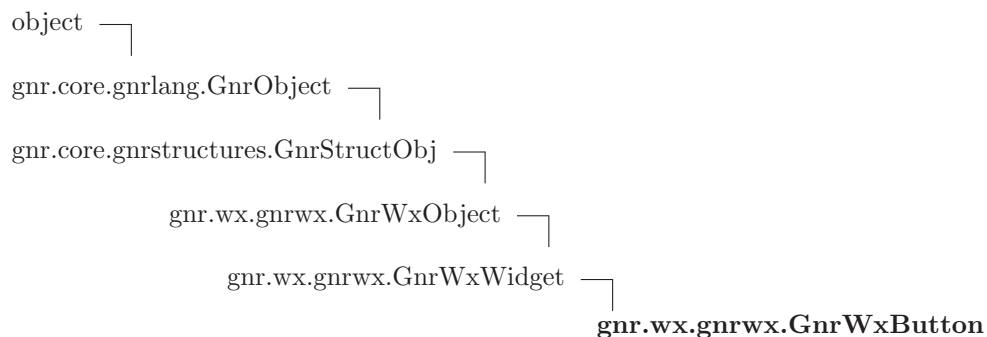 object
gnr.core.gnrlang.GnrObject
gnr.core.gnrstructures.GnrStructObj
gnr.wx.gnrwx.GnrWxObject
gnr.wx.gnrwx.GnrWxWidget
gnr.wx.gnrwx.GnrWxButton